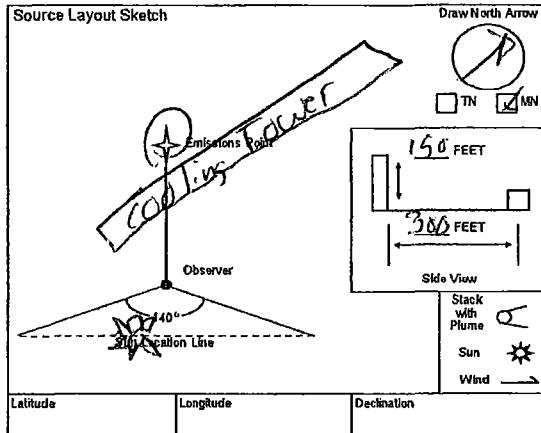 Source Layout Sketch
Draw North Arrow
TN
MN
Emissions Point
Cooling Tower
150 FEET
300 FEET
Side View
Observer
140°
Sun Location Line
Stack
with
Plume
Sun
Wind
Latitude
Longitude
Declination